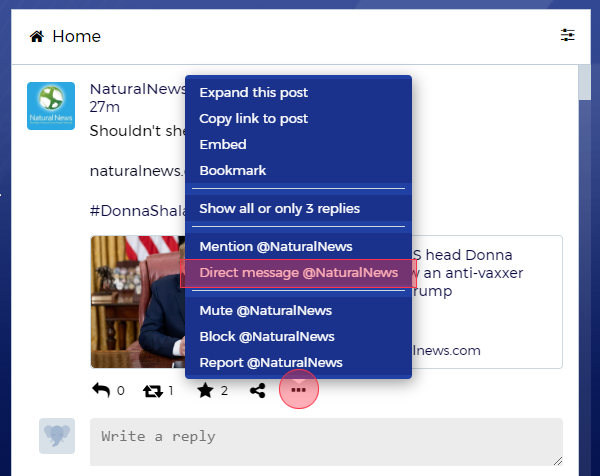 Home
NaturalNews
27m
Natural News
Shouldn't she
naturalnews.
#DonnaShala
Expand this post
Copy link to post
Embed
Bookmark
Show all or only 3 replies
Mention @NaturalNews
Direct message @NaturalNews
Mute @NaturalNews
Block @NaturalNews
Report @NaturalNews
S head Donna
an anti-vaxxer
rump
lnews.com
0 1 2
Write a reply